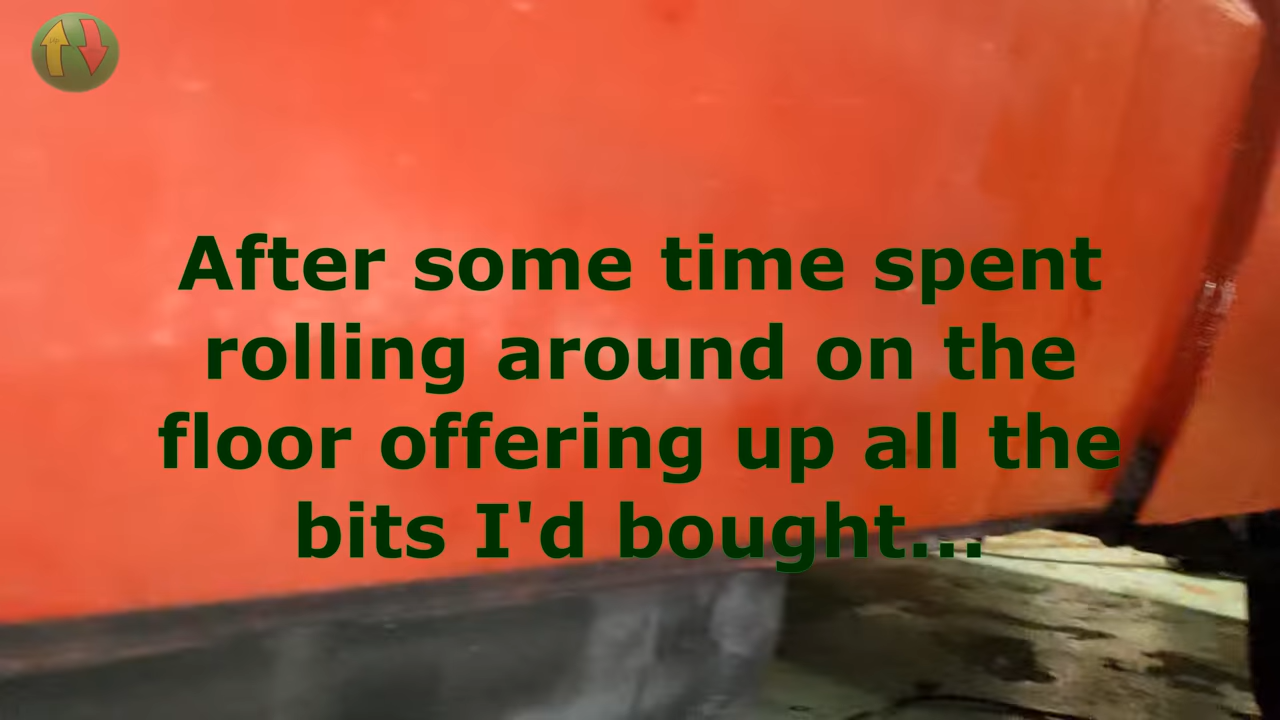 After some time spent
rolling around on the
floor offering up all the
bits I'd bought...